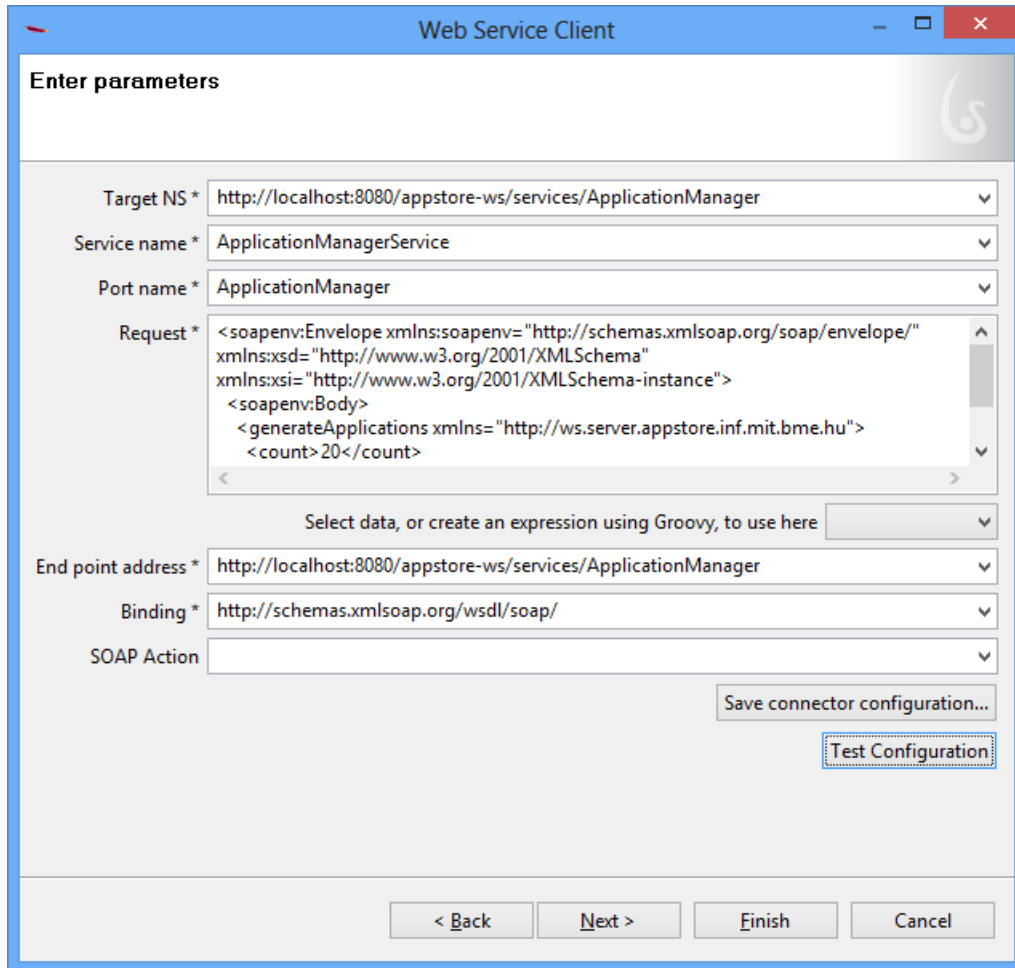 Web Service Client
Enter parameters
Target NS * http://localhost:8080/appstore-ws/services/ApplicationManager
Service name * ApplicationManagerService
Port name * ApplicationManager
Request * <soapenv:Envelope xmlns:soapenv="http://schemas.xmlsoap.org/soap/envelope/"
xmlns:xsd="http://www.w3.org/2001/XMLSchema"
xmlns:xsi="http://www.w3.org/2001/XMLSchema-instance">
<soapenv:Body>
<generateApplications xmlns="http://ws.server.appstore.inf.mit.bme.hu">
<count>20</count>
Select data, or create an expression using Groovy, to use here
End point address * http://localhost:8080/appstore-ws/services/ApplicationManager
Binding * http://schemas.xmlsoap.org/wsdl/soap/
SOAP Action
Save connector configuration...
Test Configuration
< Back Next > Finish Cancel